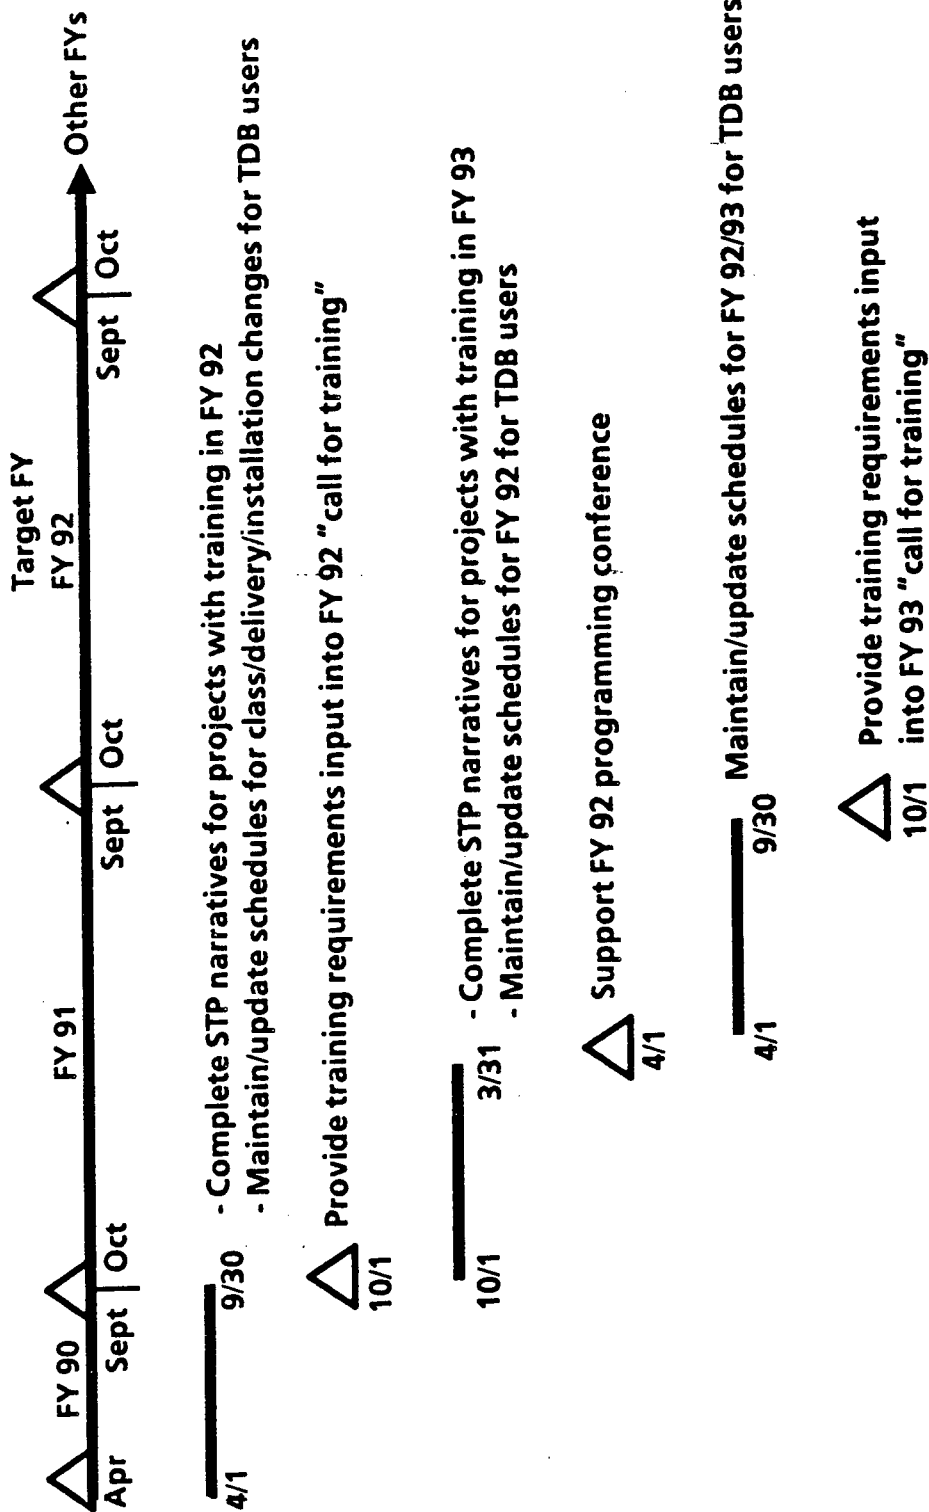 Target FY
FY 90
FY 91
FY 92
Other FYs
Apr
Sept | Oct
Sept | Oct
Sept | Oct
4/1
9/30
- Complete STP narratives for projects with training in FY 92
- Maintain/update schedules for class/delivery/installation changes for TDB users
Provide training requirements input into FY 92 "call for training"
10/1
10/1
3/31
- Complete STP narratives for projects with training in FY 93
- Maintain/update schedules for FY 92 for TDB users
Support FY 92 programming conference
4/1
Maintain/update schedules for FY 92/93 for TDB users
4/1
9/30
Provide training requirements input
into FY 93 "call for training"
10/1